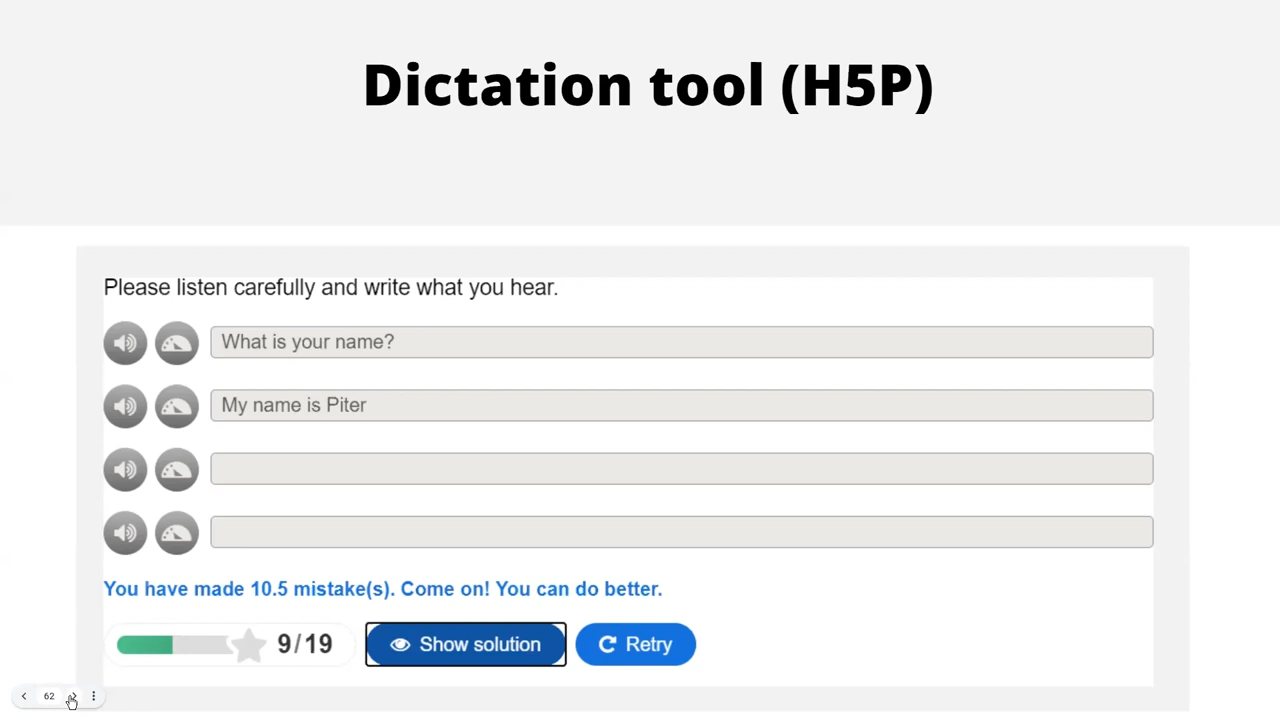 Dictation tool (H5P)
Please listen carefully and write what you hear.
What is your name?
My name is Piter
You have made 10.5 mistake(s). Come on! You can do better.
9/19 Show solution Retry
62